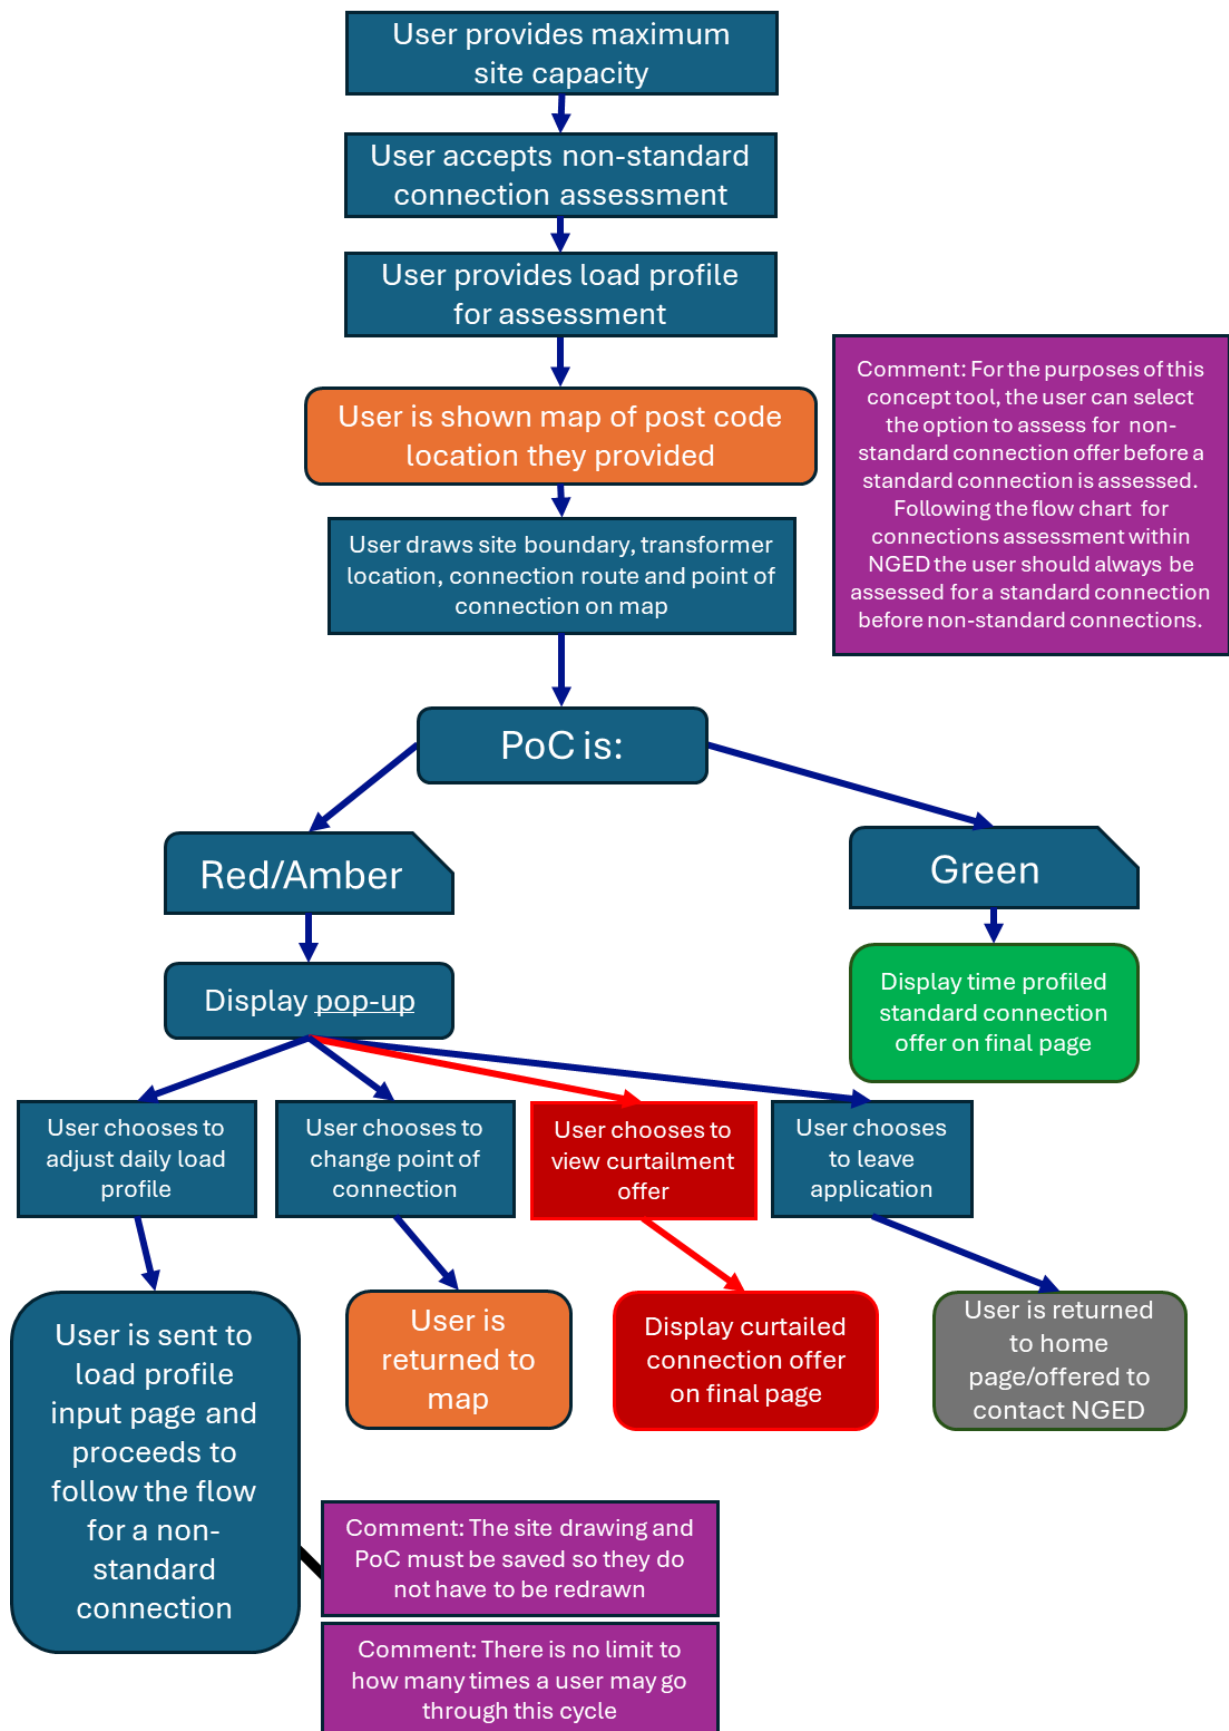 User provides maximum
site capacity
User accepts non-standard
connection assessment
User provides load profile
for assessment
User is shown map of post code
location they provided
Comment: For the purposes of this
concept tool, the user can select
the option to assess for non-
standard connection offer before a
standard connection is assessed.
Following the flow chart for
connections assessment within
NGED the user should always be
assessed for a standard connection
before non-standard connections.
User draws site boundary, transformer
location, connection route and point of
connection on map
PoC is:
Red/Amber
Green
Display pop-up
Display time profiled
standard connection
offer on final page
User chooses to
adjust daily load
profile
User chooses to
change point of
connection
User chooses to
view curtailment
offer
User chooses
to leave
application
User is sent to
load profile
input page and
proceeds to
follow the flow
for a non-
standard
connection
User is
returned to
map
Display curtailed
connection offer
on final page
User is returned
to home
page/offered to
contact NGED
Comment: The site drawing and
PoC must be saved so they do
not have to be redrawn
Comment: There is no limit to
how many times a user may go
through this cycle